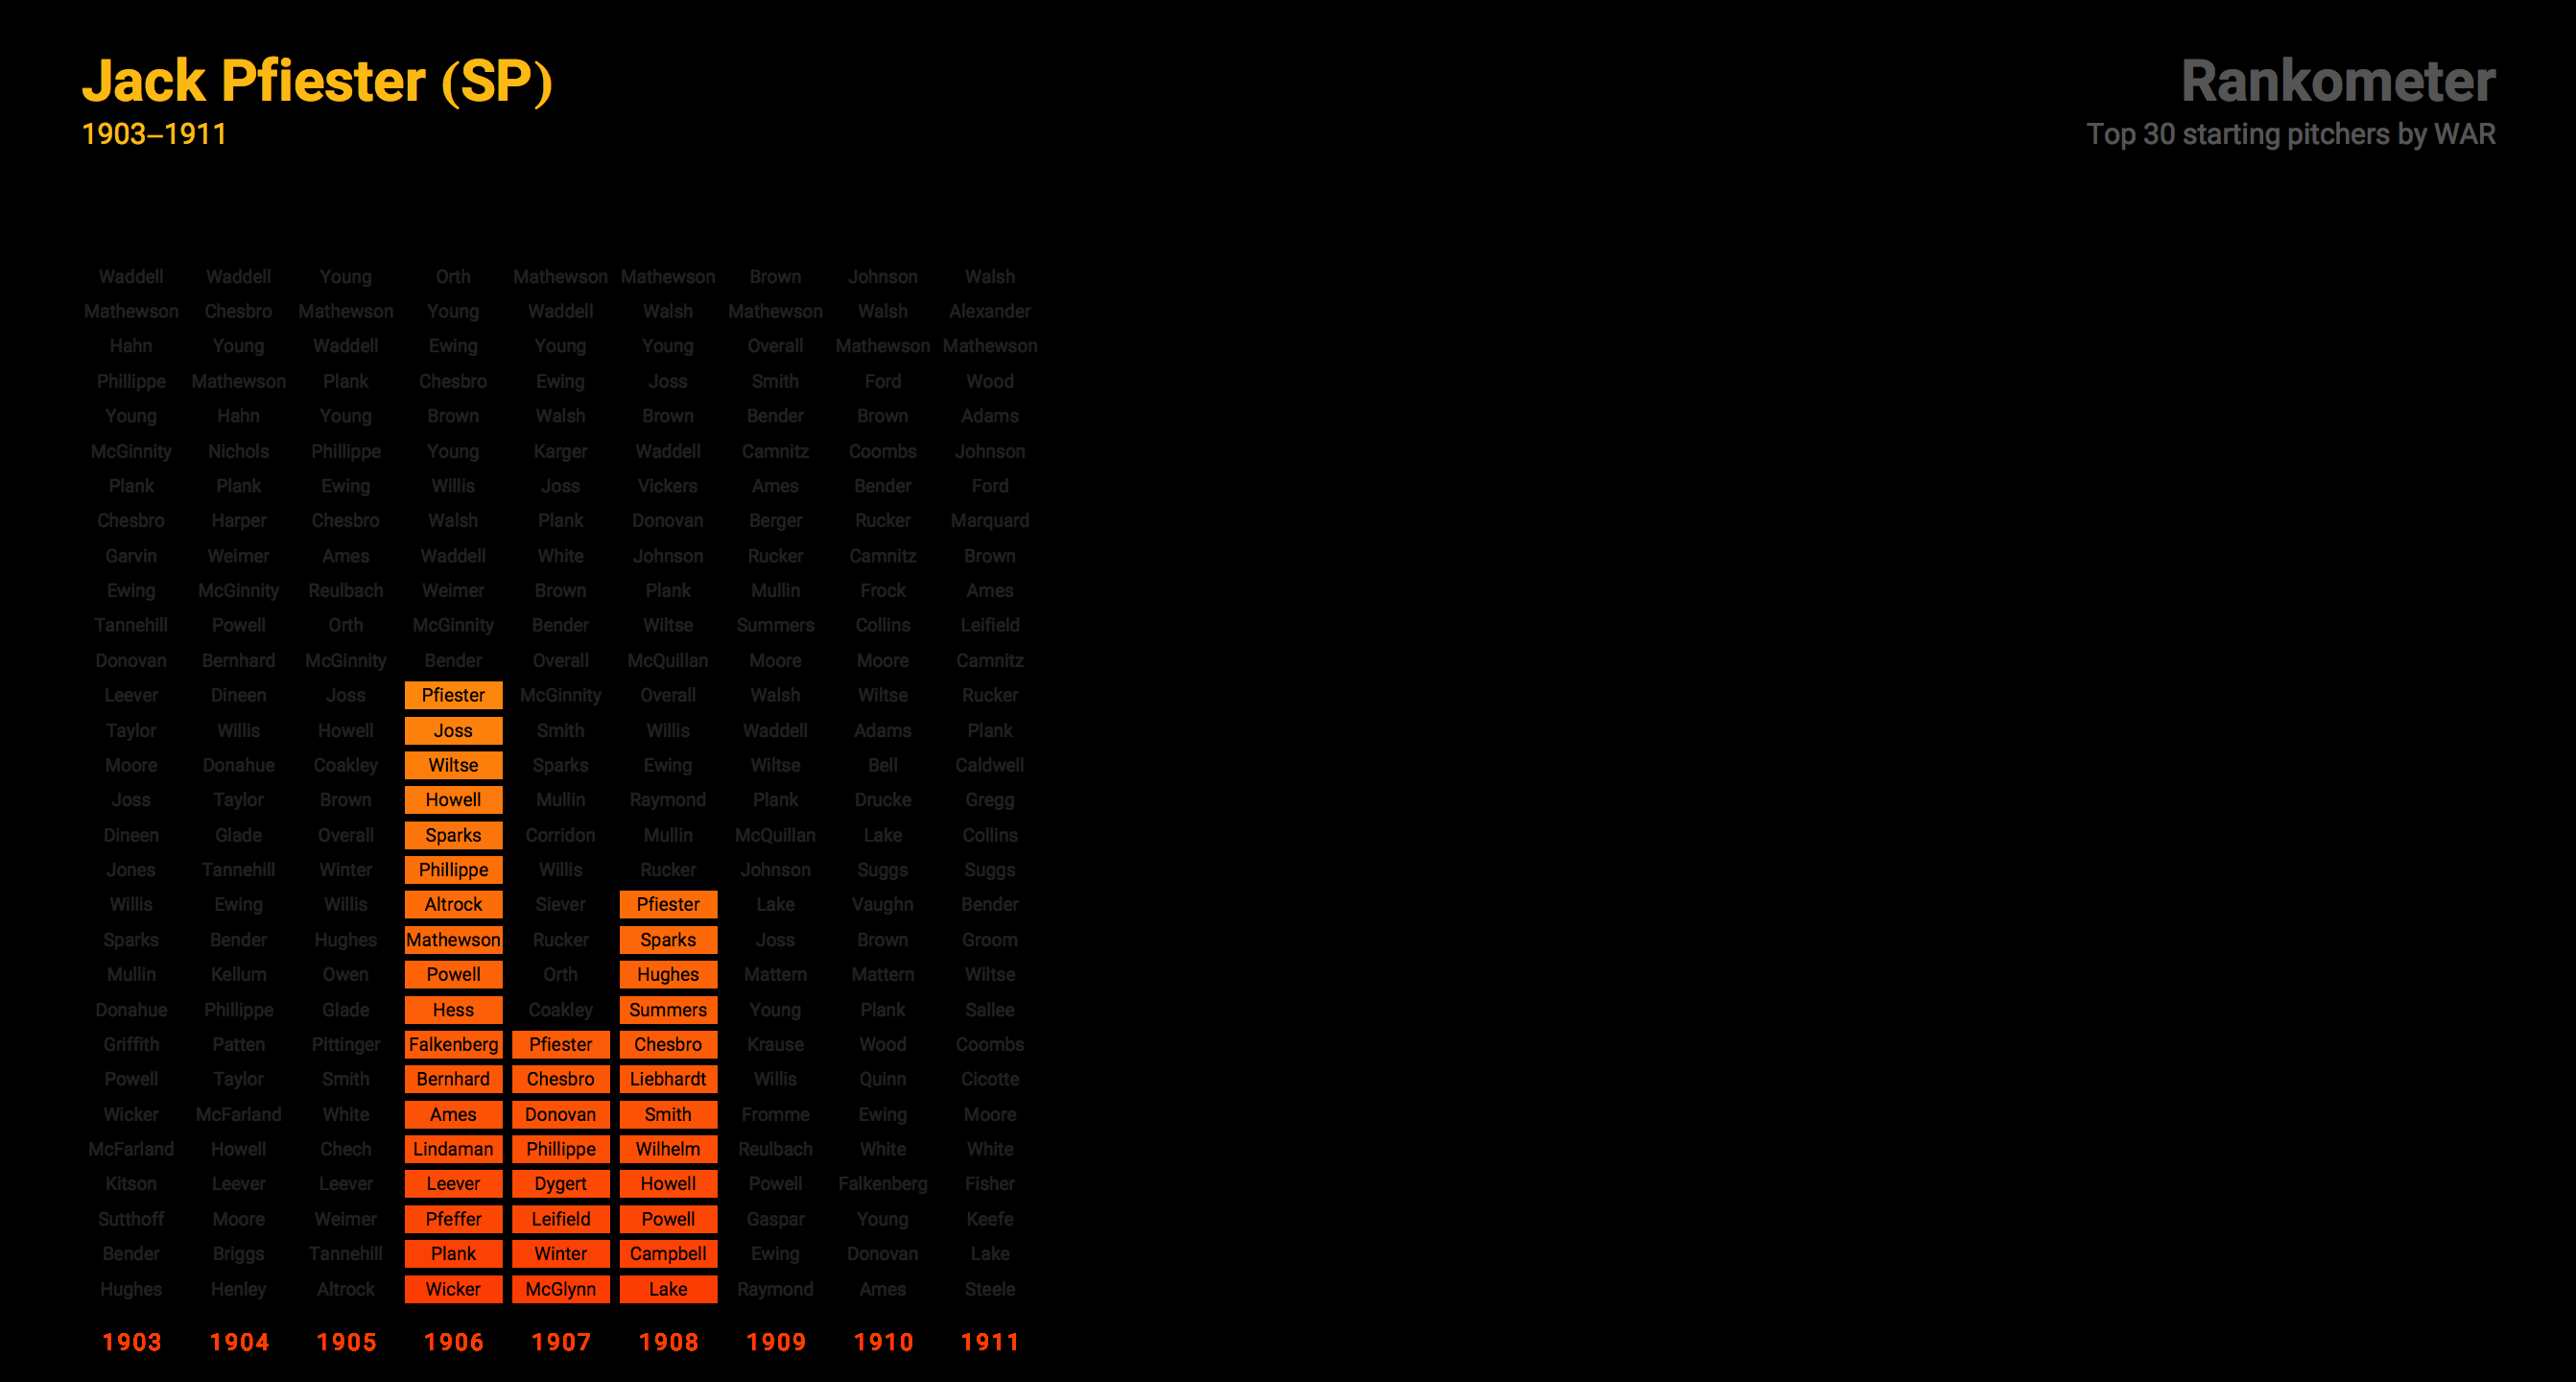 Jack Pfiester (SP)
1903–1911
Rankometer
Top 30 starting pitchers by WAR
Waddell Waddell Young Orth Mathewson Mathewson Brown Johnson Walsh
Mathewson Chesbro Mathewson Young Waddell Walsh Mathewson Walsh Alexander
Hahn Young Waddell Ewing Young Young Overall Mathewson Mathewson
Phillippe Mathewson Plank Chesbro Ewing Joss Smith Ford Wood
Young Hahn Young Brown Walsh Brown Bender Brown Adams
McGinnity Nichols Phillippe Young Karger Waddell Camnitz Coombs Johnson
Plank Plank Ewing Willis Joss Vickers Ames Bender Ford
Chesbro Harper Chesbro Walsh Plank Donovan Berger Rucker Marquard
Garvin Weimer Ames Waddell White Johnson Rucker Camnitz Brown
Ewing McGinnity Reulbach Weimer Brown Plank Mullin Frock Ames
Tannehill Powell Orth McGinnity Bender Wiltse Summers Collins Leifield
Donovan Bernhard McGinnity Bender Overall McQuillan Moore Moore Camnitz
Leever Dineen Joss Pfiester McGinnity Overall Walsh Wiltse Rucker
Taylor Willis Howell Joss Smith Willis Waddell Adams Plank
Moore Donahue Coakley Wiltse Sparks Ewing Wiltse Bell Caldwell
Joss Taylor Brown Howell Mullin Raymond Plank Drucke Gregg
Dineen Glade Overall Sparks Corridon Mullin McQuillan Lake Collins
Jones Tannehill Winter Phillippe Willis Rucker Johnson Suggs Suggs
Willis Ewing Willis Altrock Siever Pfiester Lake Vaughn Bender
Sparks Bender Hughes Mathewson Rucker Sparks Joss Brown Groom
Mullin Kellum Owen Powell Orth Hughes Mattern Mattern Wiltse
Donahue Phillippe Glade Hess Coakley Summers Young Plank Sallee
Griffith Patten Pittinger Falkenberg Pfiester Chesbro Krause Wood Coombs
Powell Taylor Smith Bernhard Chesbro Liebhardt Willis Quinn Cicotte
Wicker McFarland White Ames Donovan Smith Fromme Ewing Moore
McFarland Howell Chech Lindaman Phillippe Wilhelm Reulbach White White
Kitson Leever Leever Leever Dygert Howell Powell Falkenberg Fisher
Sutthoff Moore Weimer Pfeffer Leifield Powell Gaspar Young Keefe
Bender Briggs Tannehill Plank Winter Campbell Ewing Donovan Lake
Hughes Henley Altrock Wicker McGlynn Lake Raymond Ames Steele
1903 1904 1905 1906 1907 1908 1909 1910 1911